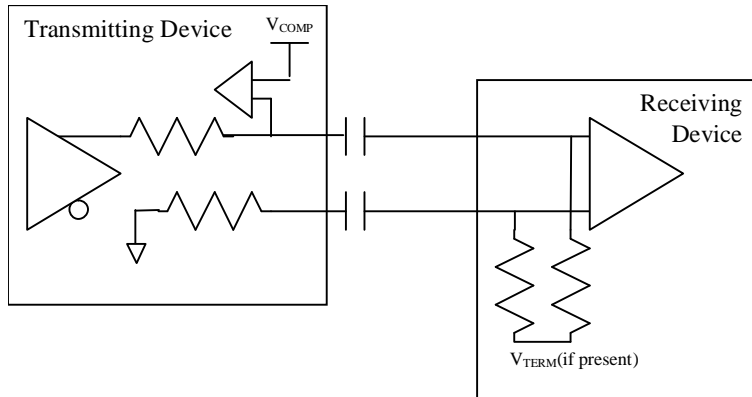 Transmitting Device
VCOMP
Receiving
Device
VTERM(if present)